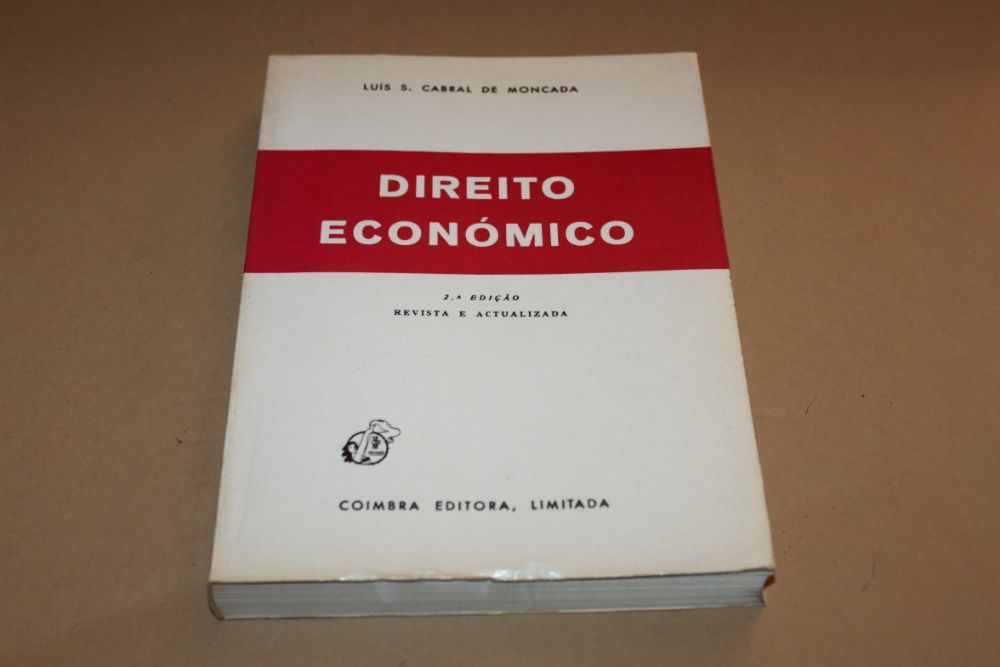 LUÍS S. CABRAL DE MONCADA
DIREITO
ECONÓMICO
2.ª EDIÇÃO
REVISTA E ACTUALIZADA
COIMBRA EDITORA, LIMITADA